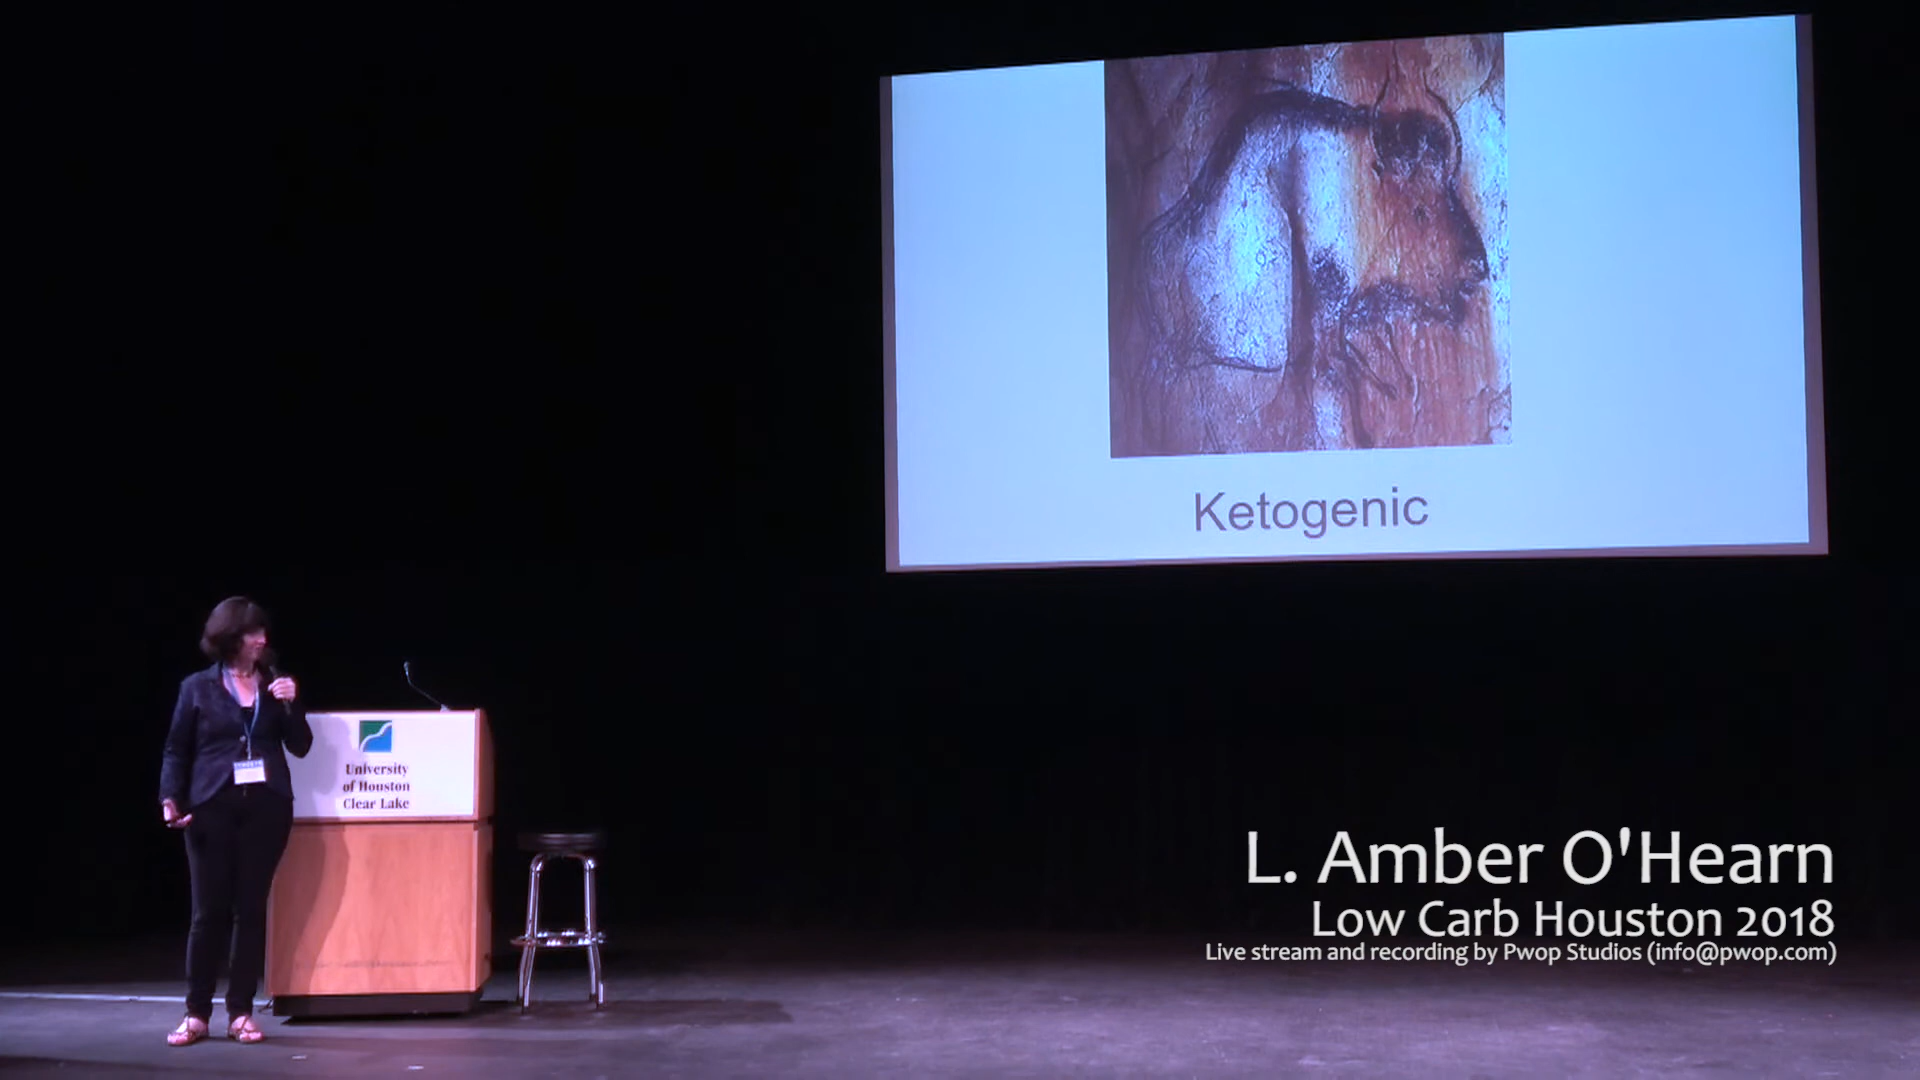 Ketogenic
University
of Houston
Clear Lake
L. Amber O'Hearn
Low Carb Houston 2018
Live stream and recording by Pwop Studios (info@pwop.com)